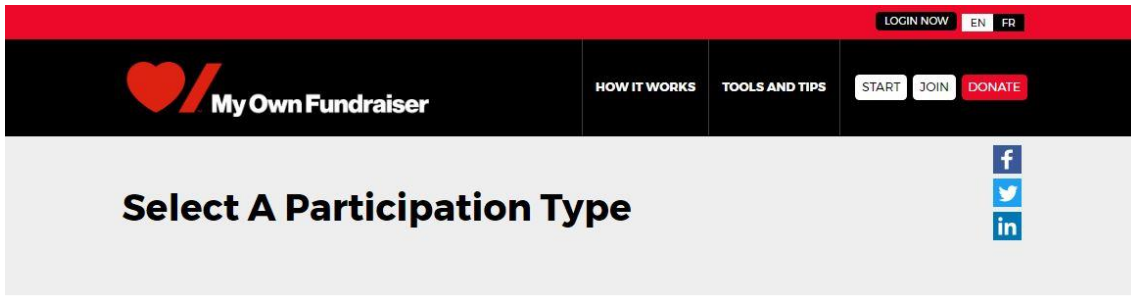 LOGIN NOW EN FR
My Own Fundraiser HOW IT WORKS TOOLS AND TIPS START JOIN DONATE
Select A Participation Type
f
in